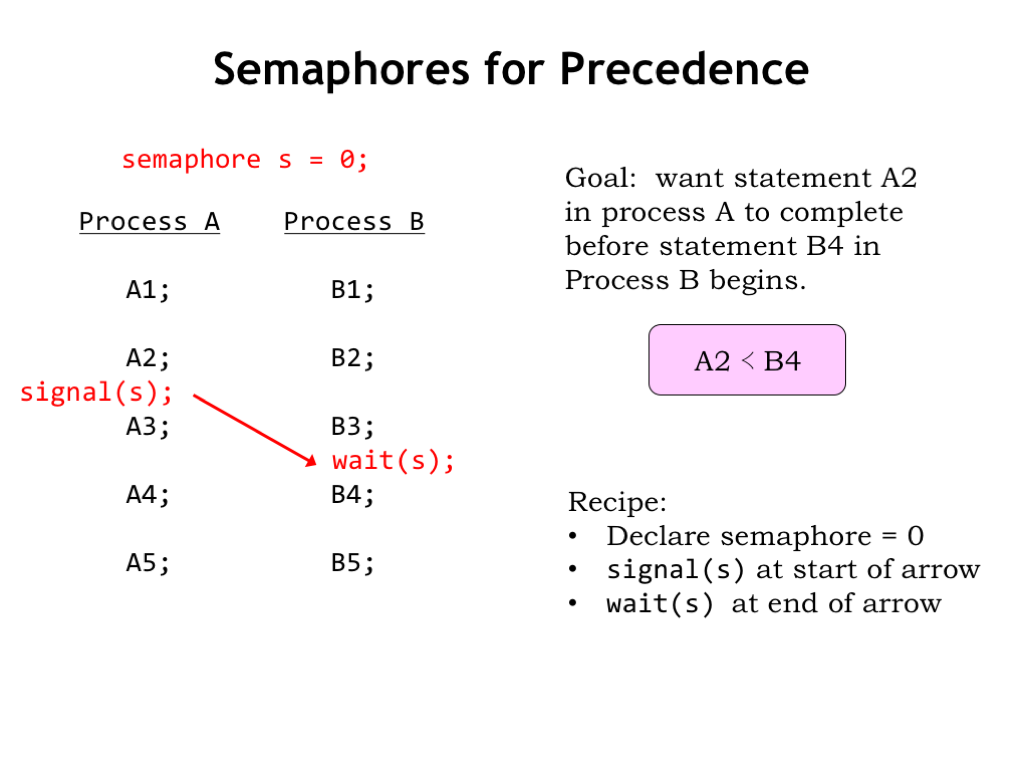 Semaphores for Precedence
semaphore s = 0;
Process A
Process B
A1;
B1;
A2;
B2;
signal(s);
A3;
B3;
wait(s);
A4;
B4;
A5;
B5;
Goal: want statement A2
in process A to complete
before statement B4 in
Process B begins.
A2 < B4
Recipe:
• Declare semaphore = 0
• signal(s) at start of arrow
• wait(s) at end of arrow